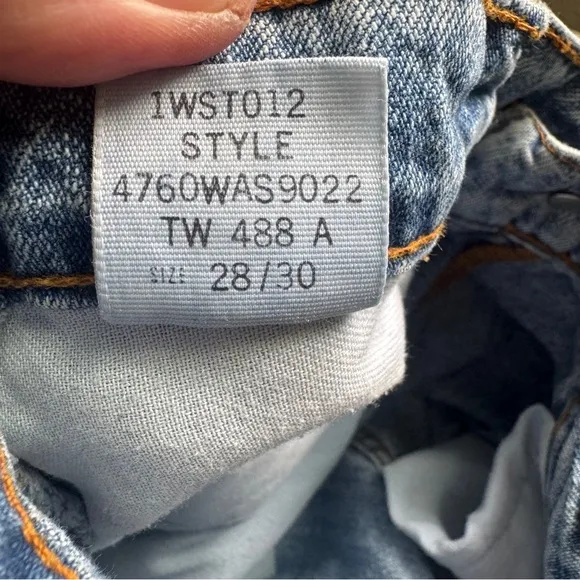 1WST012
STYLE
4760WAS9022
TW 488 A
SIZE 28/30